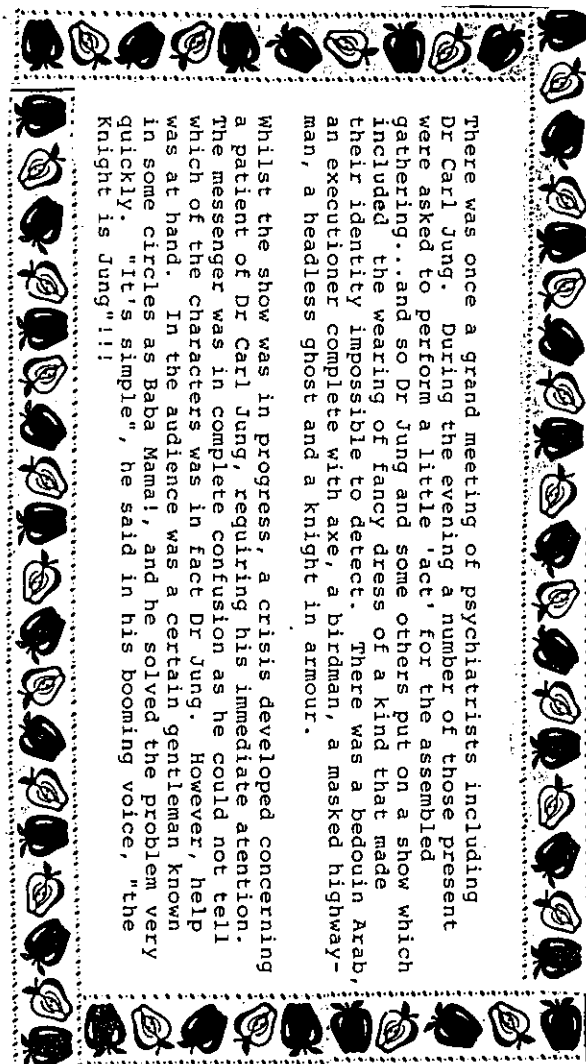 There was once a grand meeting of psychiatrists including
Dr Carl Jung.  During the evening a number of those present
were asked to perform a little 'act' for the assembled
gathering...and so Dr Jung and some others put on a show which
included the wearing of fancy dress of a kind that made
their identity impossible to detect.  There was a bedouin Arab,
an executioner complete with axe, a birdman, a masked highway-
man, a headless ghost and a knight in armour.
Whilst the show was in progress, a crisis developed concerning
a patient of Dr Carl Jung, requiring his immediate atention.
The messenger was in complete confusion as he could not tell
which of the characters was in fact Dr Jung.  However, help
was at hand.  In the audience was a certain gentleman known
in some circles as Baba Mama!, and he solved the problem very
quickly.  "It's simple", he said in his booming voice, "the
Knight is Jung"!!!